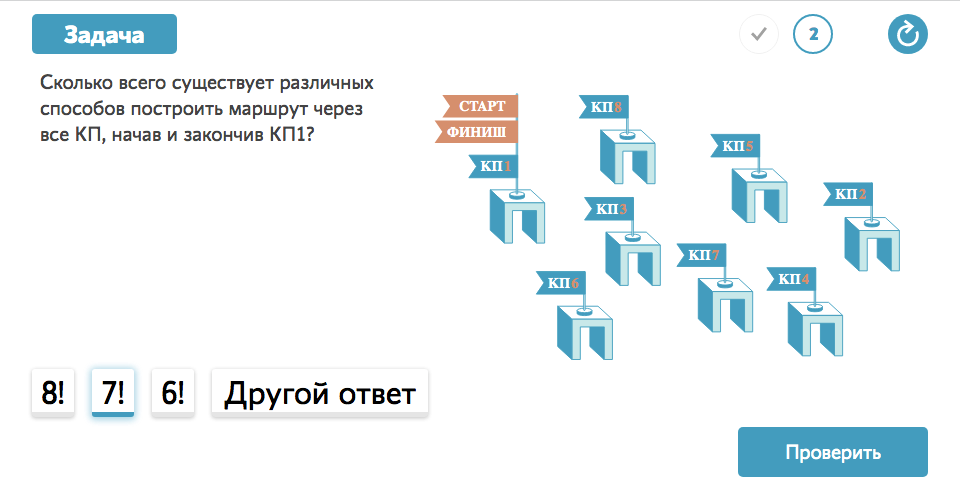 Задача
2
Сколько всего существует различных
способов построить маршрут через
все КП, начав и закончив КП1?
СТАРТ
ФИНИШ
КП1
КП8
КП5
КП2
КП3
КП7
КП4
КП6
8!
7!
6!
Другой ответ
Проверить